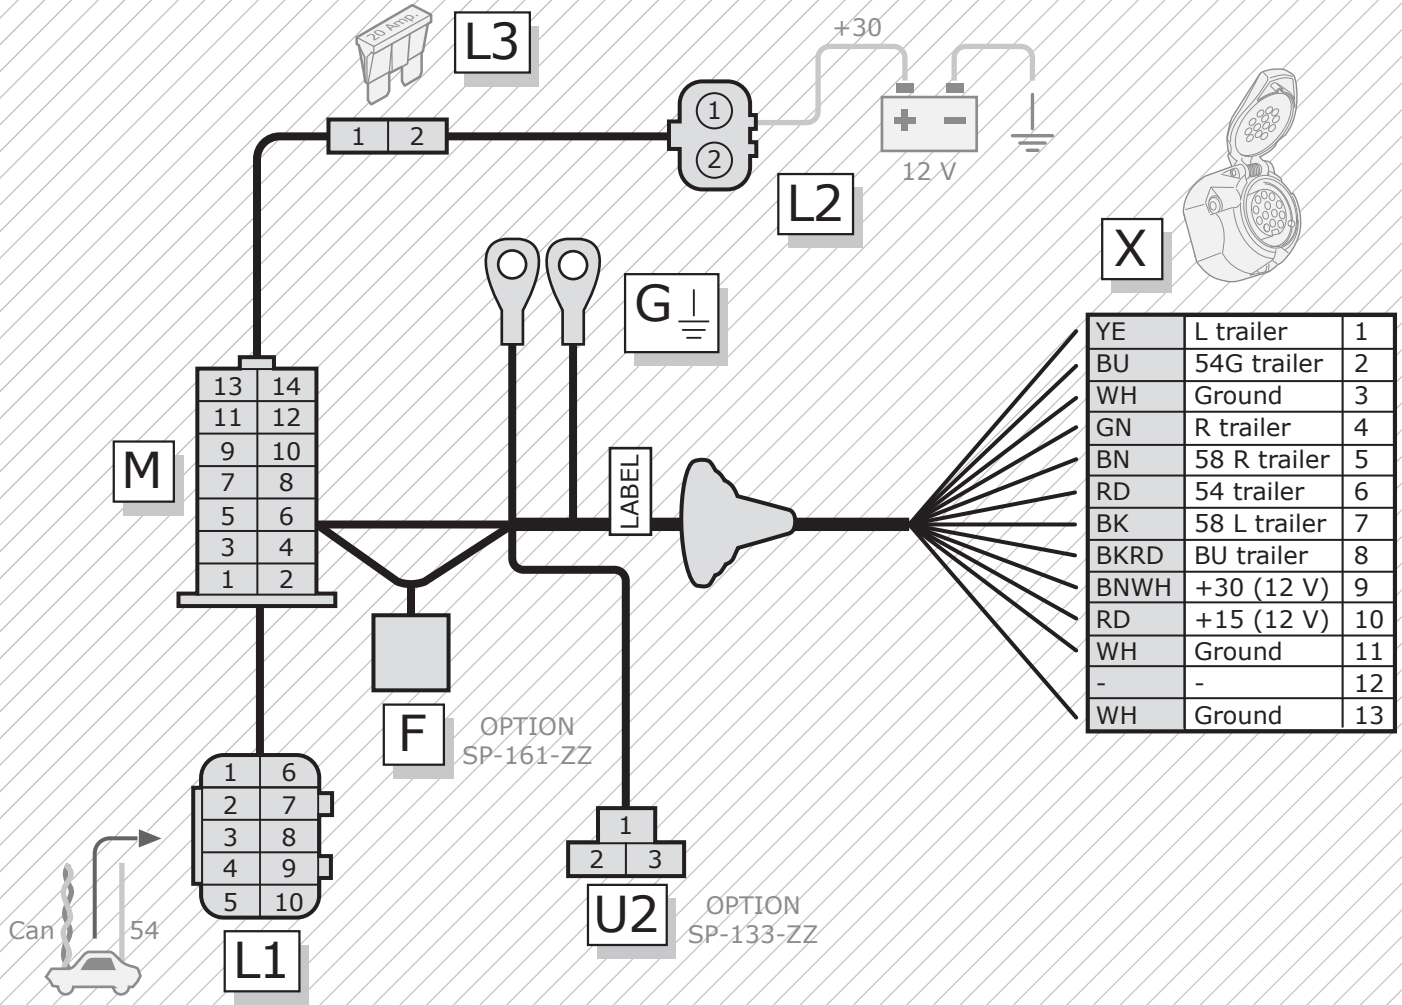 20 Amp.
L3
+30
1 2
1
2
12 V
L2
X
G
YE L trailer 1
BU 54G trailer 2
WH Ground 3
GN R trailer 4
BN 58 R trailer 5
RD 54 trailer 6
BK 58 L trailer 7
BKRD BU trailer 8
BNWH +30 (12 V) 9
RD +15 (12 V) 10
WH Ground 11
- - 12
WH Ground 13
13 14
11 12
9 10
7 8
5 6
3 4
1 2
M
LABEL
F
OPTION
SP-161-ZZ
1 6
2 7
3 8
4 9
5 10
L1
Can
54
1
2 3
U2
OPTION
SP-133-ZZ